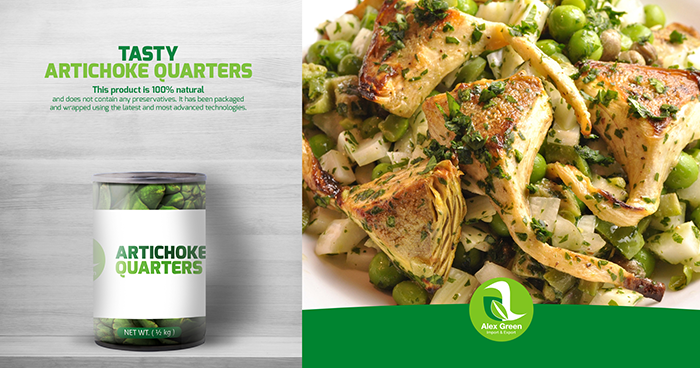 TASTY
ARTICHOKE QUARTERS
This product is 100% natural
and does not contain any preservatives. It has been packaged
and wrapped using the latest and most advanced technologies.
ARTICHOKE
QUARTERS
NET WT. ( ½ kg )
Alex Green
Import & Export